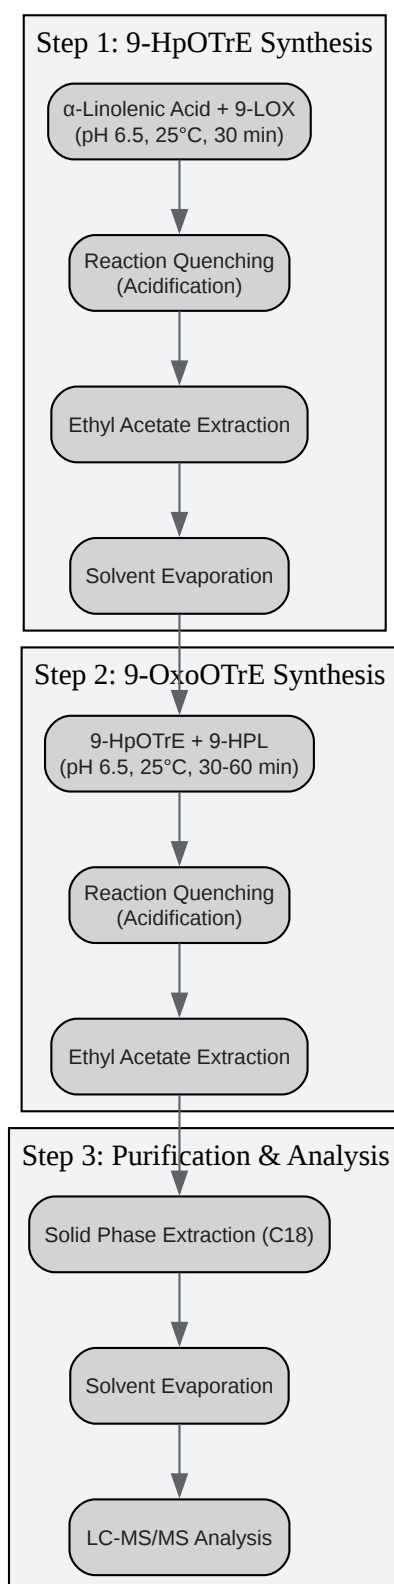 Step 1: 9-HpOTrE Synthesis
α-Linolenic Acid + 9-LOX
(pH 6.5, 25°C, 30 min)
Reaction Quenching
(Acidification)
Ethyl Acetate Extraction
Solvent Evaporation
Step 2: 9-OxoOTrE Synthesis
9-HpOTrE + 9-HPL
(pH 6.5, 25°C, 30-60 min)
Reaction Quenching
(Acidification)
Ethyl Acetate Extraction
Step 3: Purification & Analysis
Solid Phase Extraction (C18)
Solvent Evaporation
LC-MS/MS Analysis